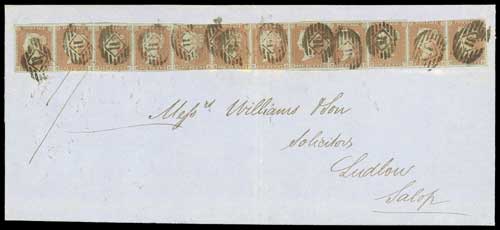 Mess^rs Williams & Son
Solicitors
Ludlow
Salop